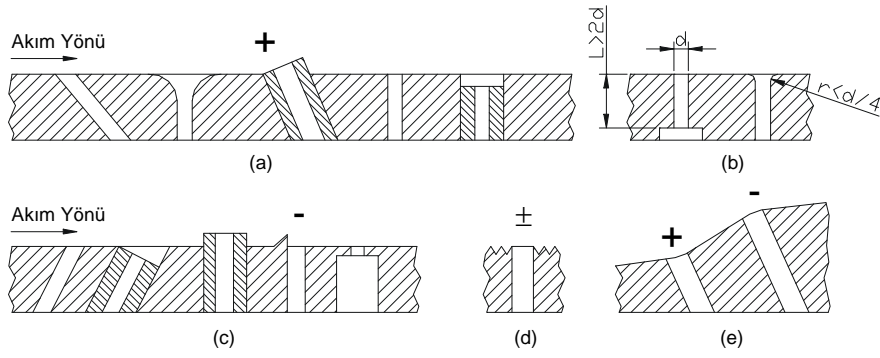 Akım Yönü
+
L>2d
d
r<d/4
(a)
(b)
Akım Yönü
-
±
+
-
(c)
(d)
(e)